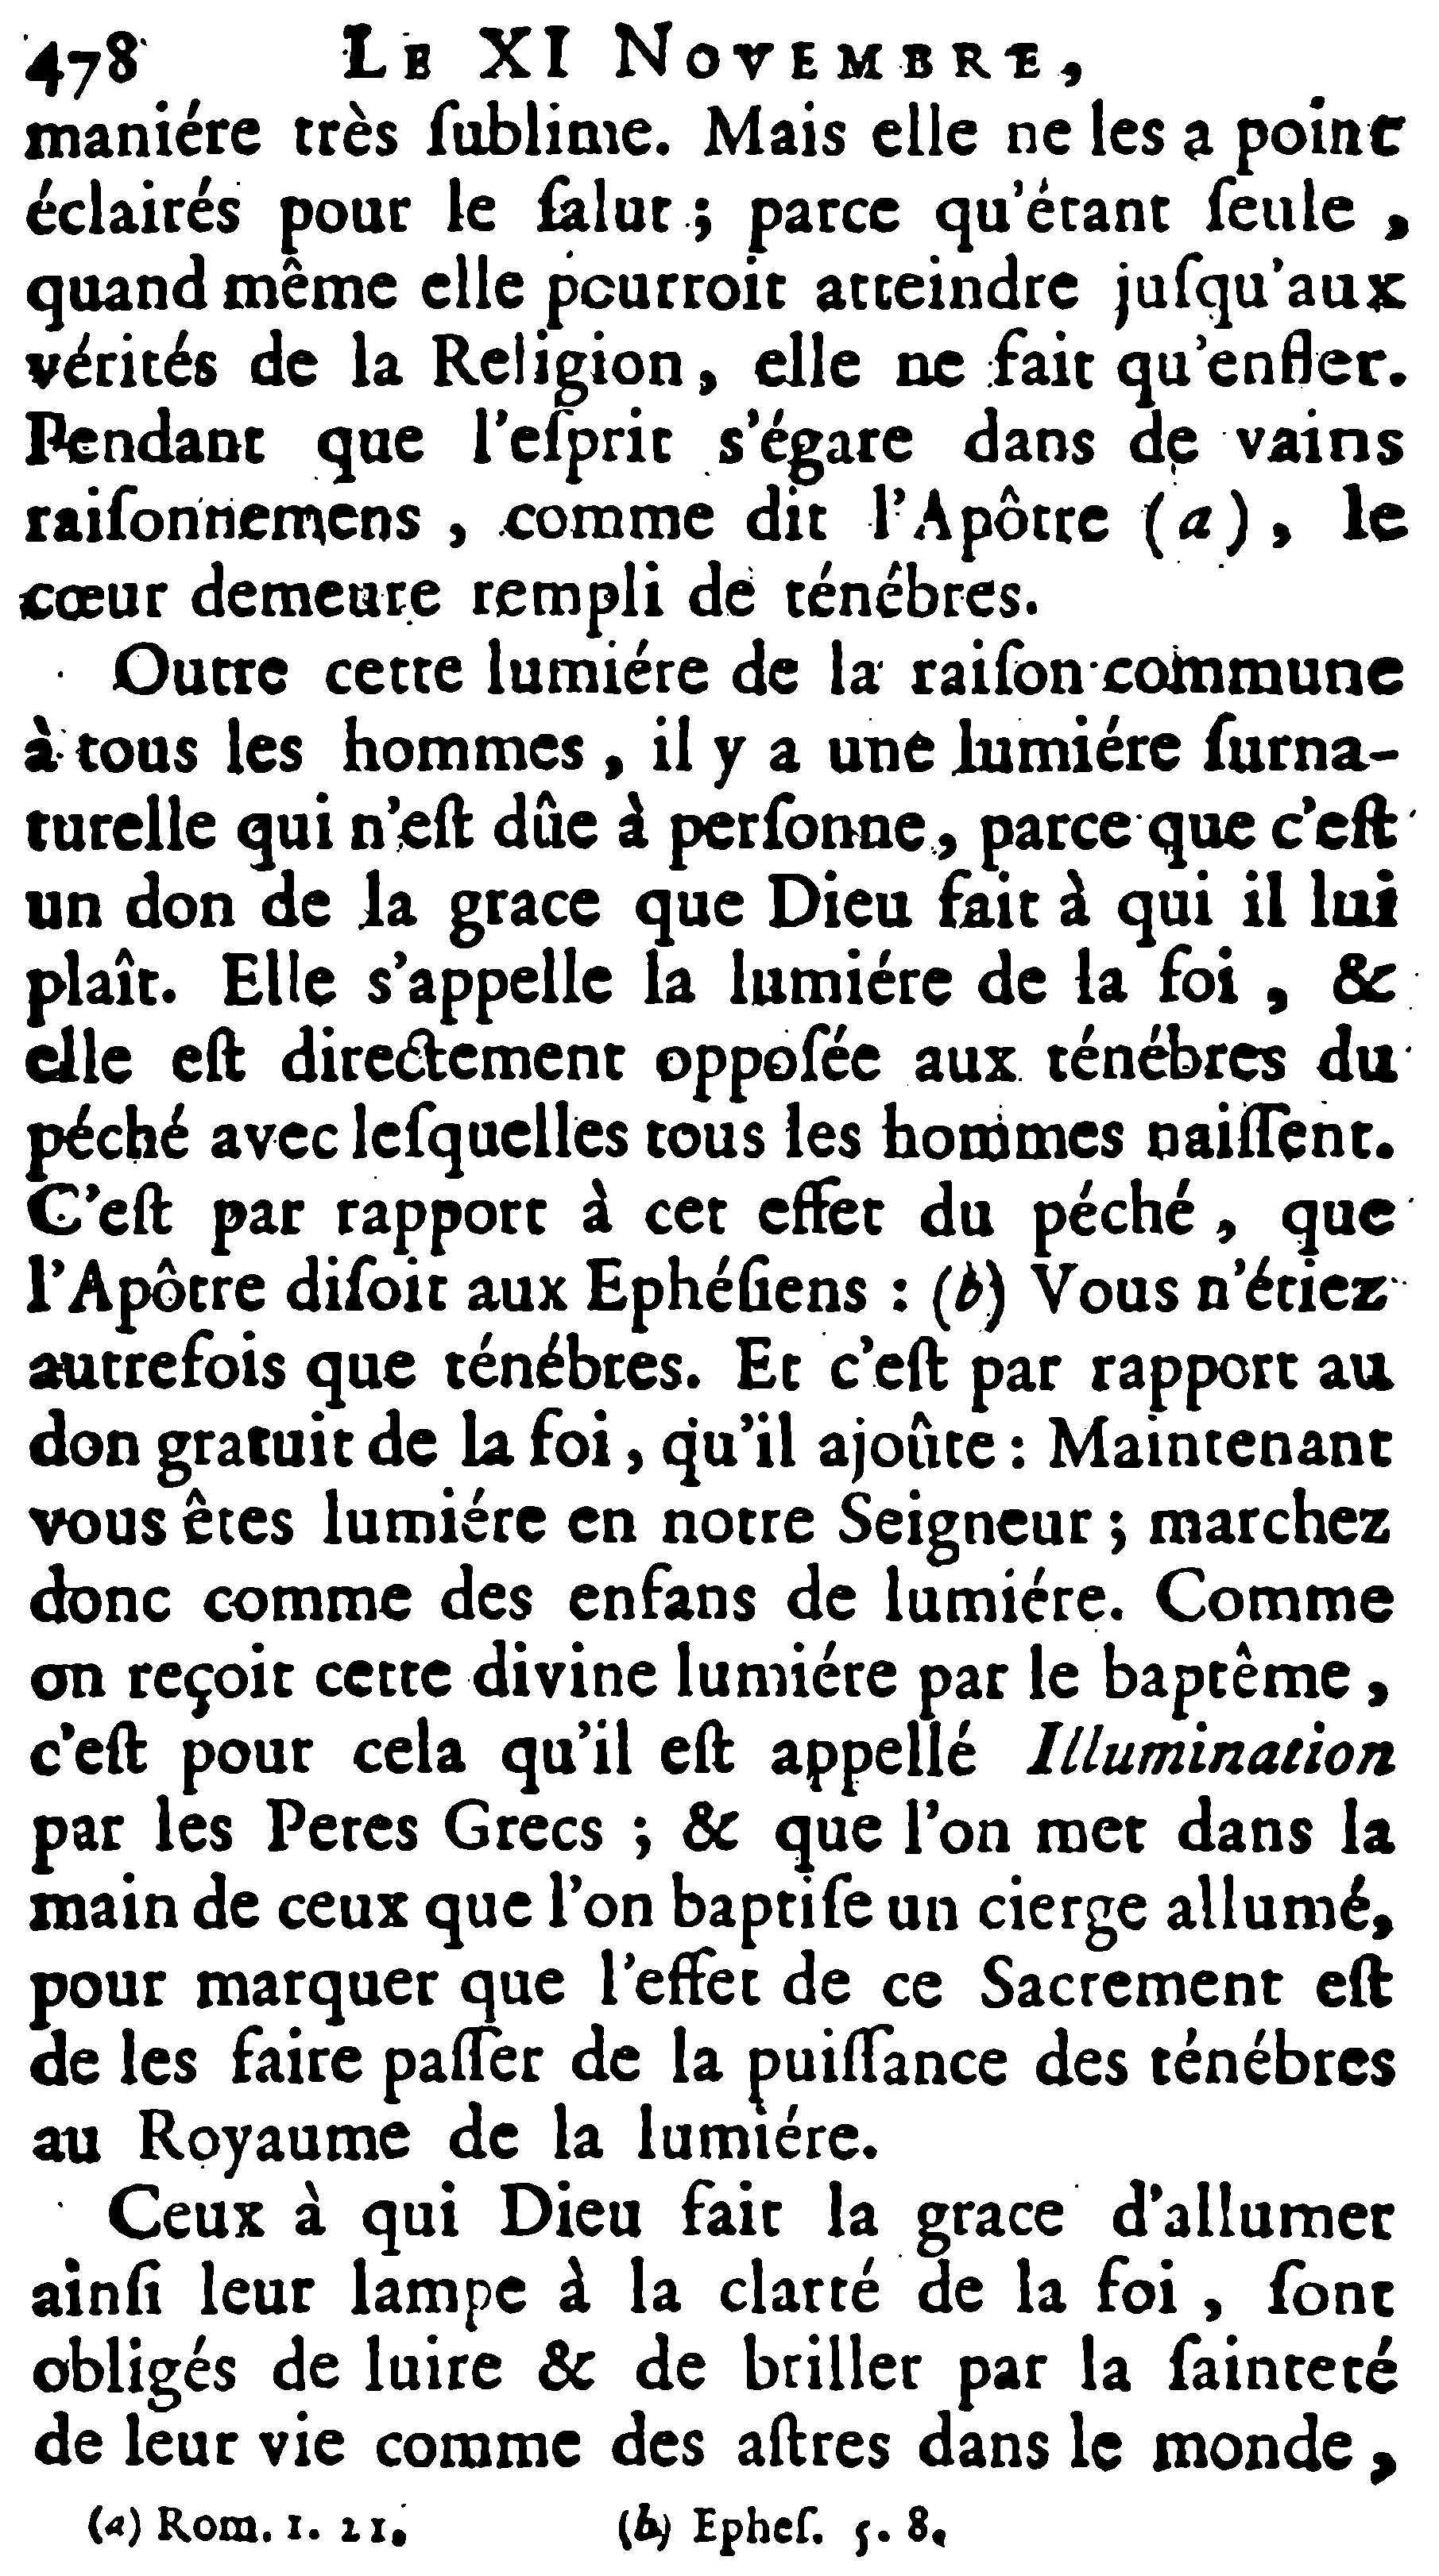 478 LE XI NOVEMBRE,
maniére très ſublime. Mais elle ne les a point
éclairés pour le ſalut ; parce qu'étant ſeule ,
quand même elle pourroit atteindre juſqu'aux
vérités de la Religion, elle ne fait qu'enfler.
Pendant que l'eſprit s'égare dans de vains
raiſonnemens , comme dit l'Apôtre (a), le
cœur demeure rempli de ténébres.
Outre cette lumiére de la raiſon commune
à tous les hommes , il y a une lumiére ſurna-
turelle qui n'eſt dûe à perſonne, parce que c'eſt
un don de la grace que Dieu fait à qui il lui
plaît. Elle s'appelle la lumiére de la foi , &
elle eſt directement oppoſée aux ténébres du
péché avec leſquelles tous les hommes naiſſent.
C'eſt par rapport à cet effet du péché , que
l'Apôtre diſoit aux Ephéſiens : (b) Vous n'étiez
autrefois que ténébres. Et c'eſt par rapport au
don gratuit de la foi , qu'il ajoûte : Maintenant
vous êtes lumiére en notre Seigneur ; marchez
donc comme des enfans de lumiére. Comme
on reçoit cette divine lumiére par le baptême ,
c'eſt pour cela qu'il eſt appellé Illumination
par les Peres Grecs ; & que l'on met dans la
main de ceux que l'on baptiſe un cierge allumé,
pour marquer que l'effet de ce Sacrement eſt
de les faire paſſer de la puiſſance des ténébres
au Royaume de la lumiére.
Ceux à qui Dieu fait la grace d'allumer
ainſi leur lampe à la clarté de la foi , ſont
obligés de luire & de briller par la ſainteté
de leur vie comme des aſtres dans le monde ,
(a) Rom. 1. 21. (b) Epheſ. 5. 8.